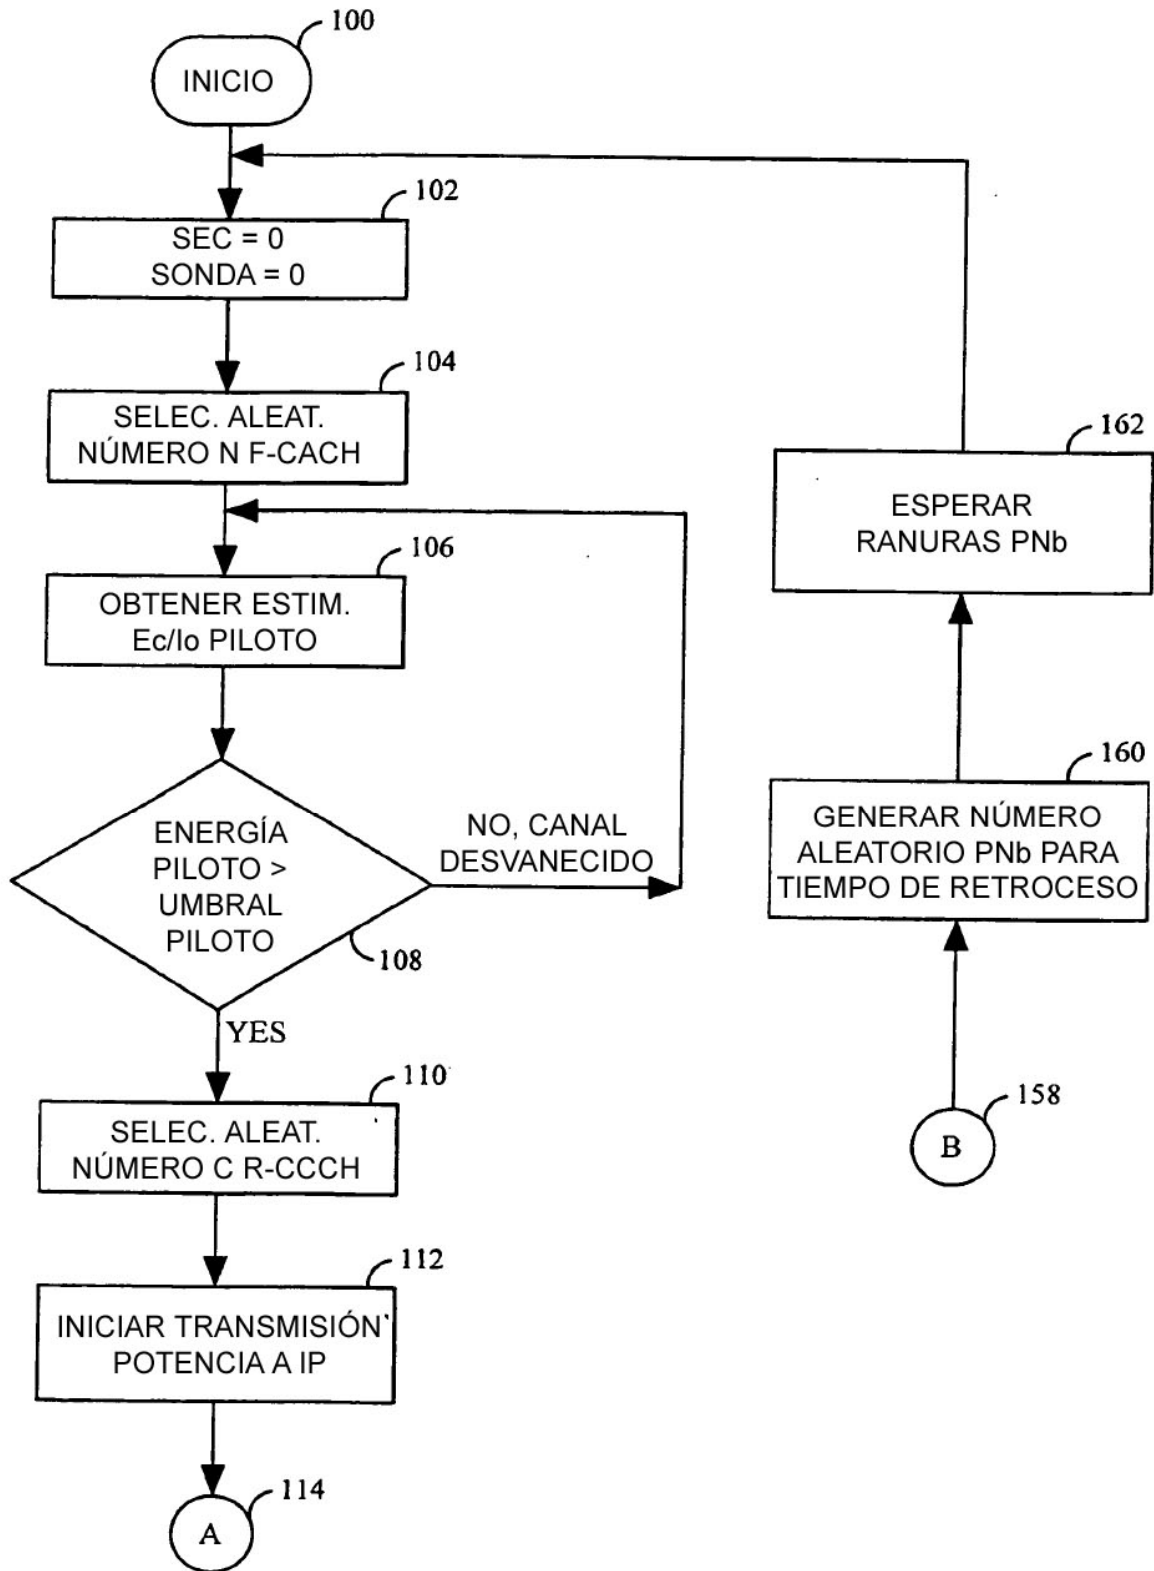 100
INICIO
102
SEC = 0
SONDA = 0
104
SELEC. ALEAT.
NÚMERO N F-CACH
106
OBTENER ESTIM.
Ec/Io PILOTO
ENERGÍA
PILOTO >
UMBRAL
PILOTO
108
NO, CANAL
DESVANECIDO
YES
110
SELEC. ALEAT.
NÚMERO C R-CCCH
112
INICIAR TRANSMISIÓN
POTENCIA A IP
114
A
162
ESPERAR
RANURAS PNb
160
GENERAR NÚMERO
ALEATORIO PNb PARA
TIEMPO DE RETROCESO
158
B